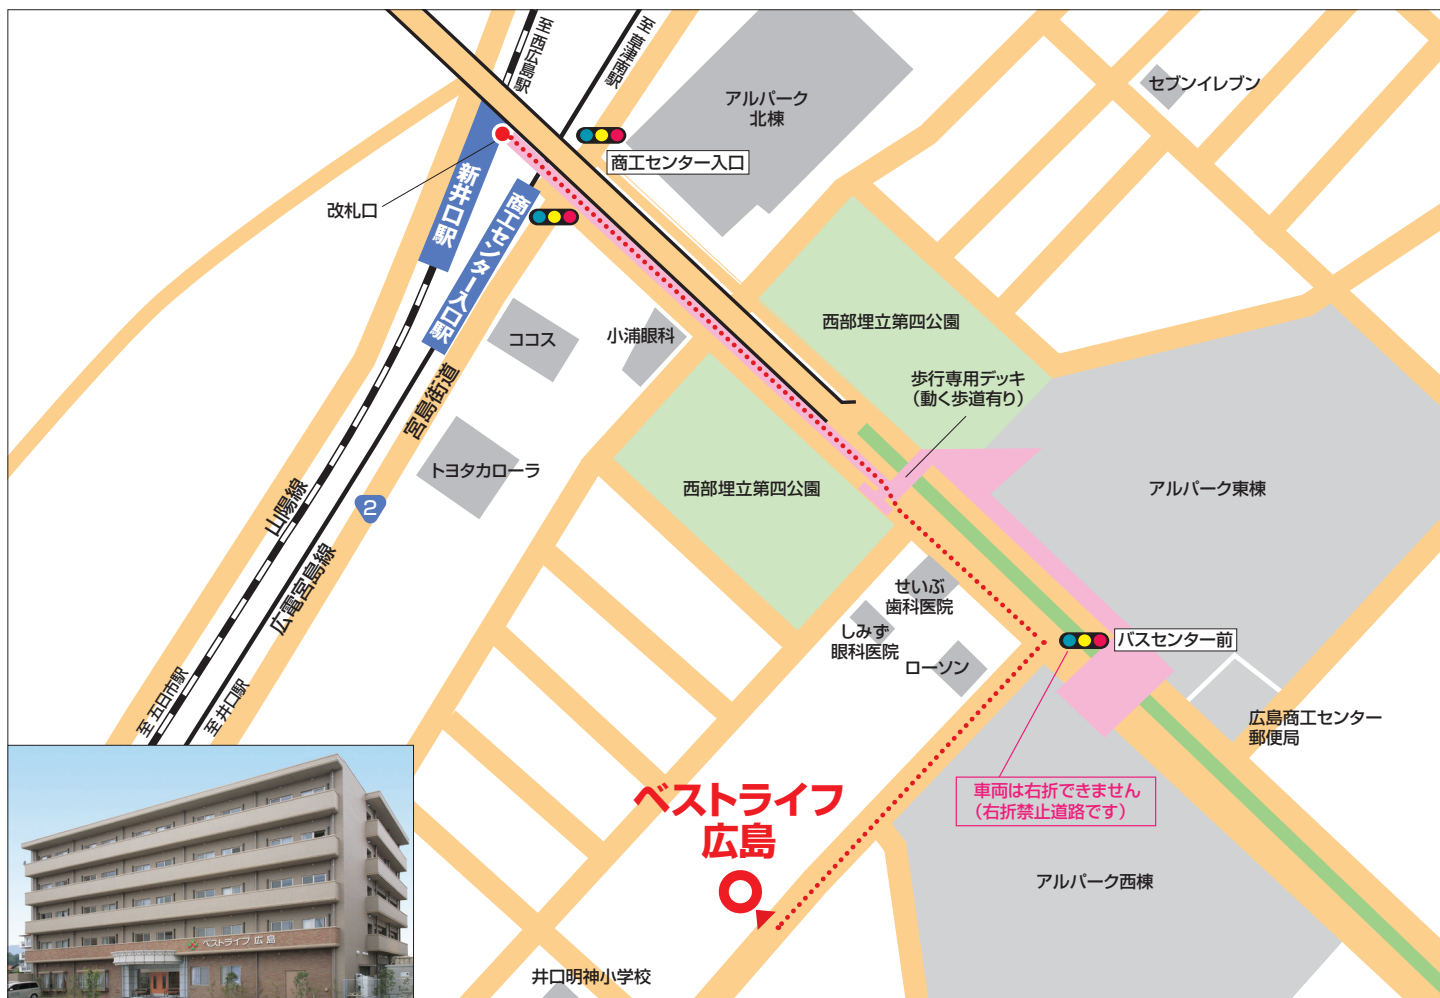 至 西広島駅
至 草津南駅
アルパーク
北棟
セブンイレブン
商工センター入口
改札口
新井口駅
商工センター入口駅
ココス
小浦眼科
西部埋立第四公園
歩行専用デッキ
（動く歩道有り）
宮島街道
トヨタカローラ
西部埋立第四公園
アルパーク東棟
山陽線
2
広電宮島線
せいぶ
歯科医院
しみず
眼科医院
ローソン
バスセンター前
至 五日市駅
至 井口駅
広島商工センター
郵便局
車両は右折できません
（右折禁止道路です）
ベストライフ
広島
アルパーク西棟
ベストライフ 広島
井口明神小学校